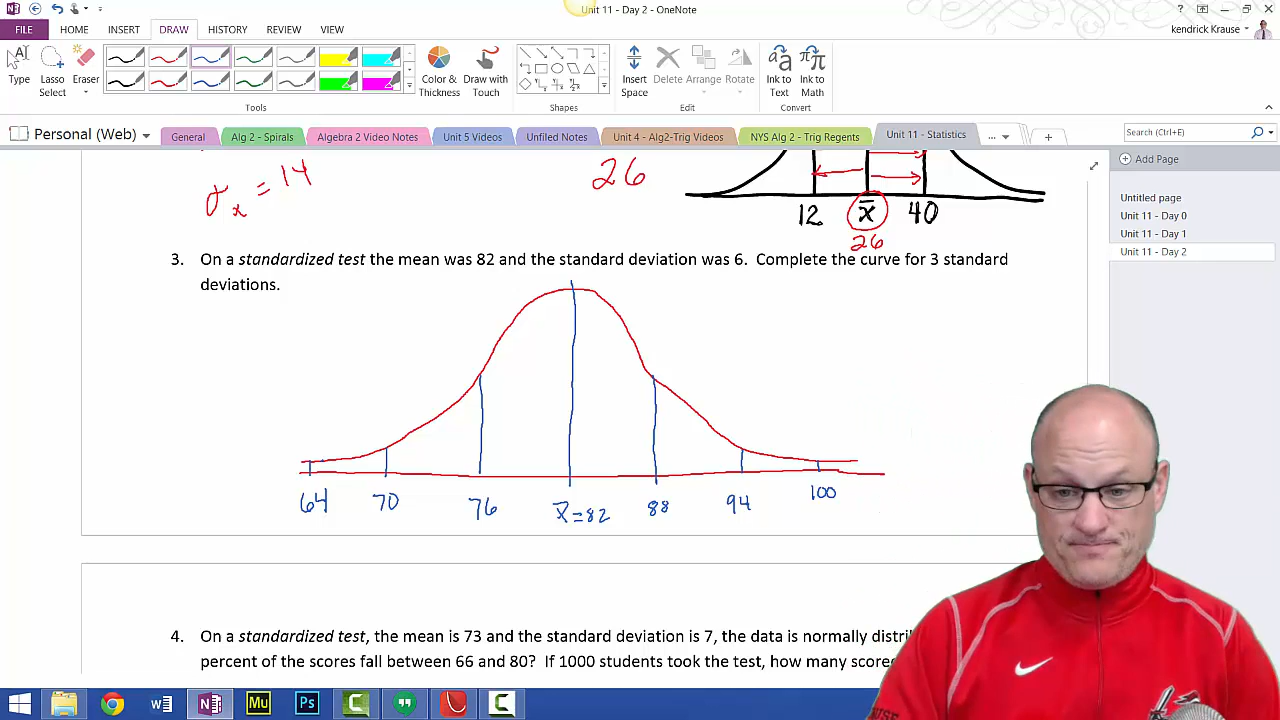 Unit 11 - Day 2 - OneNote
FILE HOME INSERT DRAW HISTORY REVIEW VIEW
kendrick Krause
Type
Lasso Select
Eraser
Color & Thickness
Draw with Touch
Insert Space
Delete
Arrange
Rotate
Ink to Text
Ink to Math
Tools Shapes Edit Convert
Personal (Web)
General Alg 2 - Spirals Algebra 2 Video Notes Unit 5 Videos Unfiled Notes Unit 4 - Alg2-Trig Videos NYS Alg 2 - Trig Regents Unit 11 - Statistics ...
Search (Ctrl+E)
Add Page
Untitled page
Unit 11 - Day 0
Unit 11 - Day 1
Unit 11 - Day 2
σx = 14
26
12 x̄ 40
26
3. On a standardized test the mean was 82 and the standard deviation was 6. Complete the curve for 3 standard
deviations.
64 70 76 x̄=82 88 94 100
4. On a standardized test, the mean is 73 and the standard deviation is 7, the data is normally
percent of the scores fall between 66 and 80? If 1000 students took the test, how many